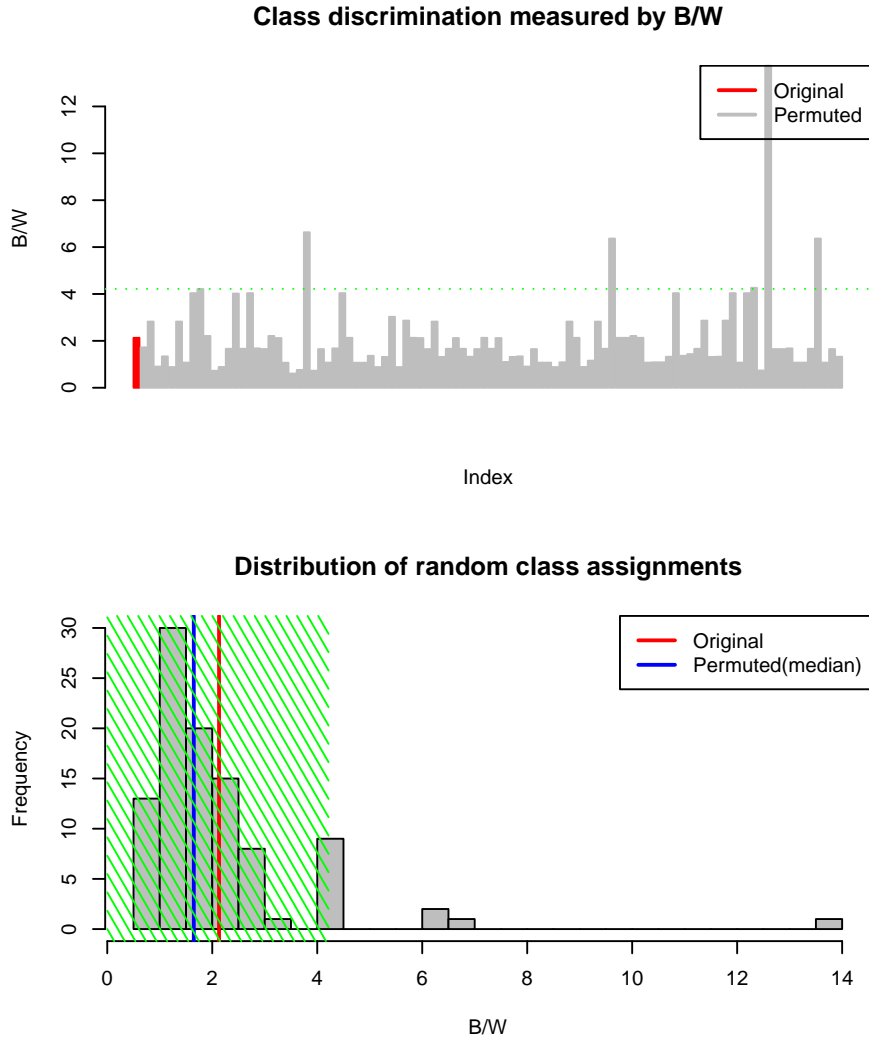 Class discrimination measured by B/W
Original
Permuted
12
10
8
6
4
2
0
B/W
Index
Distribution of random class assignments
Original
Permuted(median)
30
25
20
15
10
5
0
Frequency
0 2 4 6 8 10 12 14
B/W